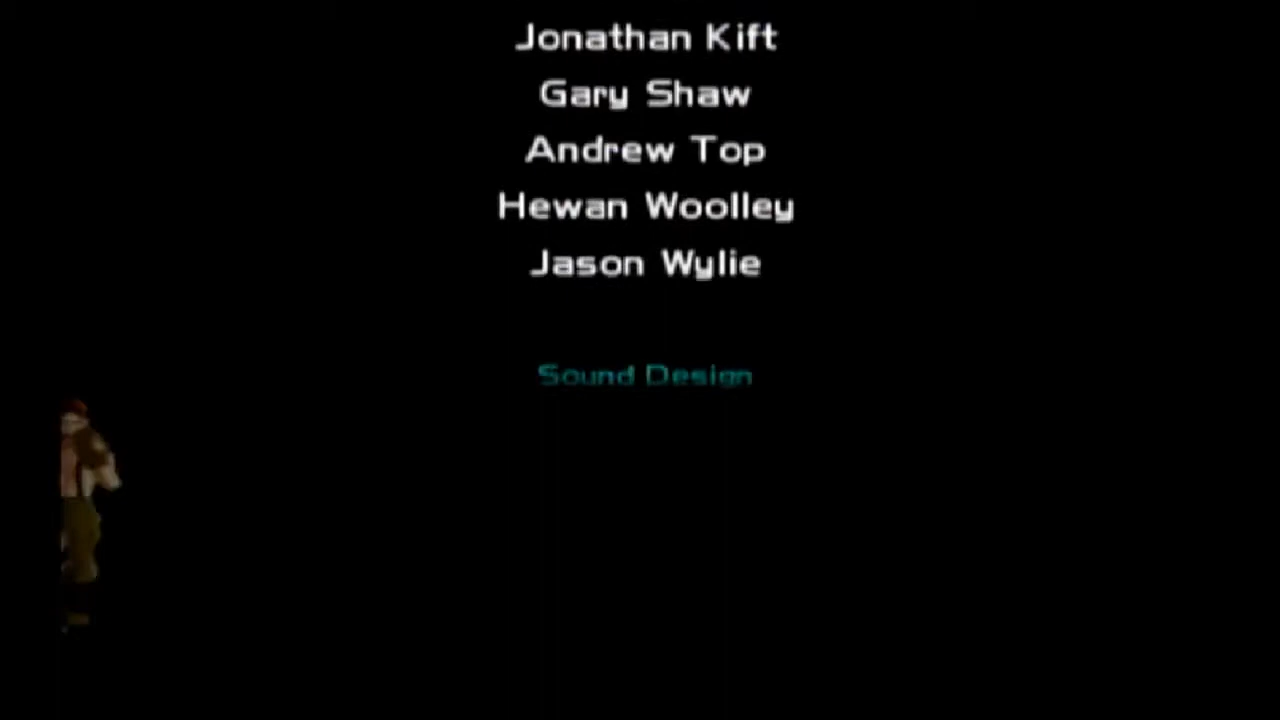 Jonathan Kift
Gary Shaw
Andrew Top
Hewan Woolley
Jason Wylie
Sound Design